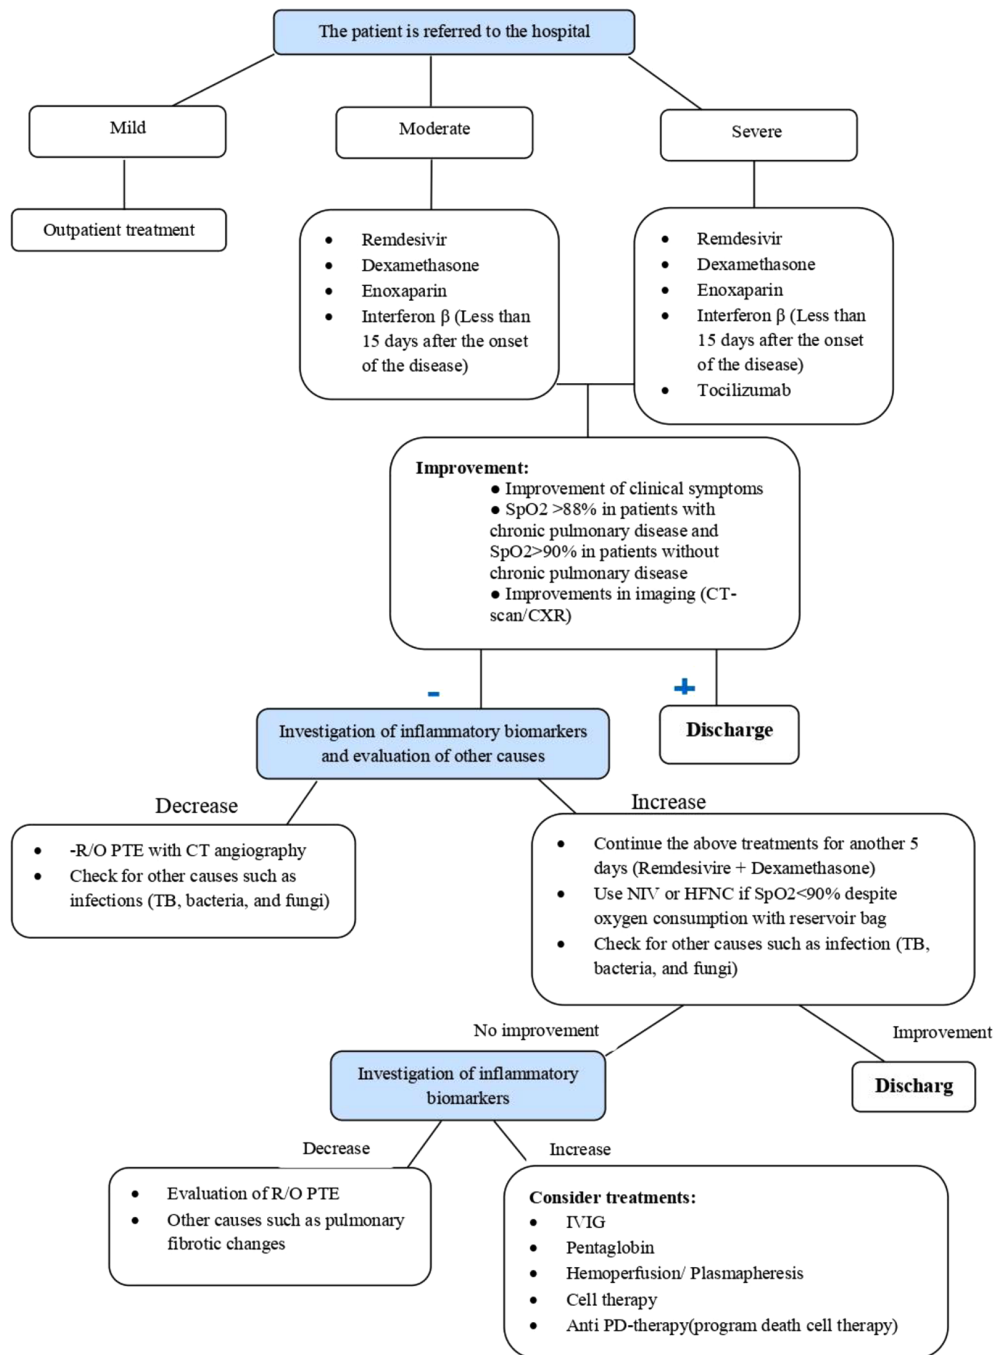 The patient is referred to the hospital
Mild
Moderate
Severe
Outpatient treatment
• Remdesivir
• Dexamethasone
• Enoxaparin
• Interferon β (Less than
15 days after the onset
of the disease)
• Remdesivir
• Dexamethasone
• Enoxaparin
• Interferon β (Less than
15 days after the onset
of the disease)
• Tocilizumab
Improvement:
● Improvement of clinical symptoms
● SpO2 >88% in patients with
chronic pulmonary disease and
SpO2>90% in patients without
chronic pulmonary disease
● Improvements in imaging (CT-
scan/CXR)
-
+
Investigation of inflammatory biomarkers
and evaluation of other causes
Discharge
Decrease
Increase
• -R/O PTE with CT angiography
• Check for other causes such as
infections (TB, bacteria, and fungi)
• Continue the above treatments for another 5
days (Remdesivire + Dexamethasone)
• Use NIV or HFNC if SpO2<90% despite
oxygen consumption with reservoir bag
• Check for other causes such as infection (TB,
bacteria, and fungi)
No improvement
Improvement
Investigation of inflammatory
biomarkers
Discharg
Decrease
Increase
• Evaluation of R/O PTE
• Other causes such as pulmonary
fibrotic changes
Consider treatments:
• IVIG
• Pentaglobin
• Hemoperfusion/ Plasmapheresis
• Cell therapy
• Anti PD-therapy(program death cell therapy)